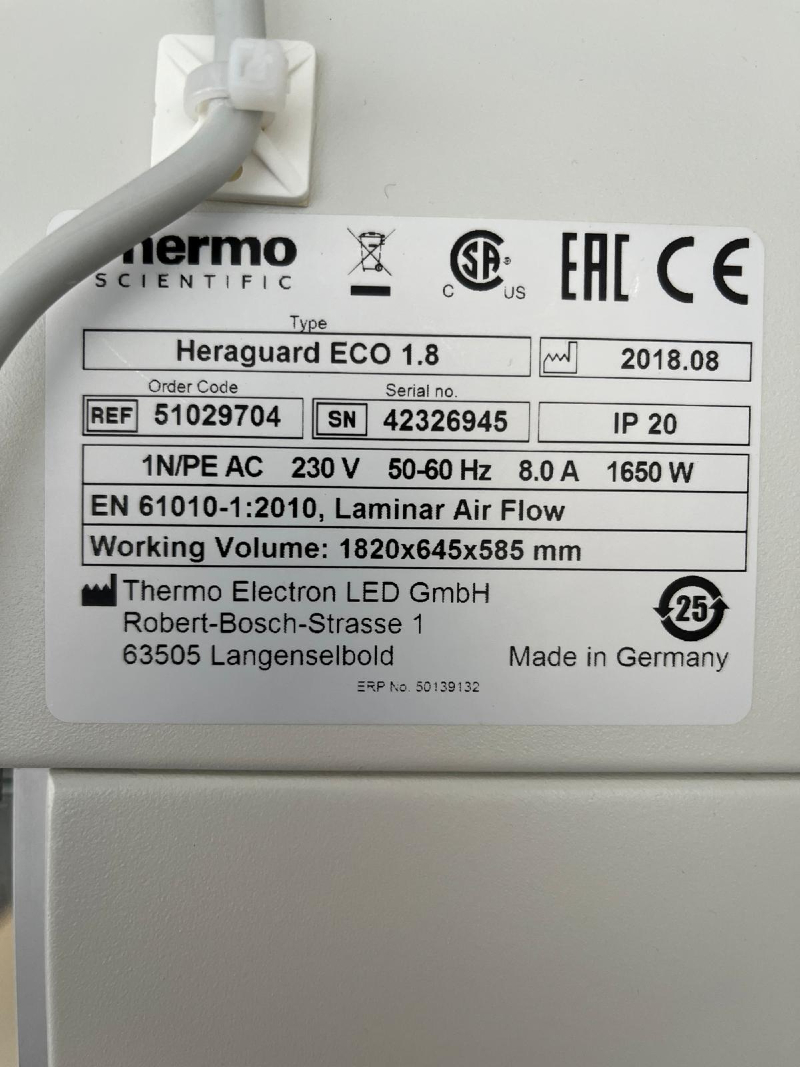 Thermo
SCIENTIFIC
C SA® US
EAC CE
Type
Heraguard ECO 1.8
2018.08
Order Code
Serial no.
REF 51029704
SN 42326945
IP 20
1N/PE AC 230 V 50-60 Hz 8.0 A 1650 W
EN 61010-1:2010, Laminar Air Flow
Working Volume: 1820x645x585 mm
Thermo Electron LED GmbH
Robert-Bosch-Strasse 1
25
63505 Langenselbold
Made in Germany
ERP No. 50139132